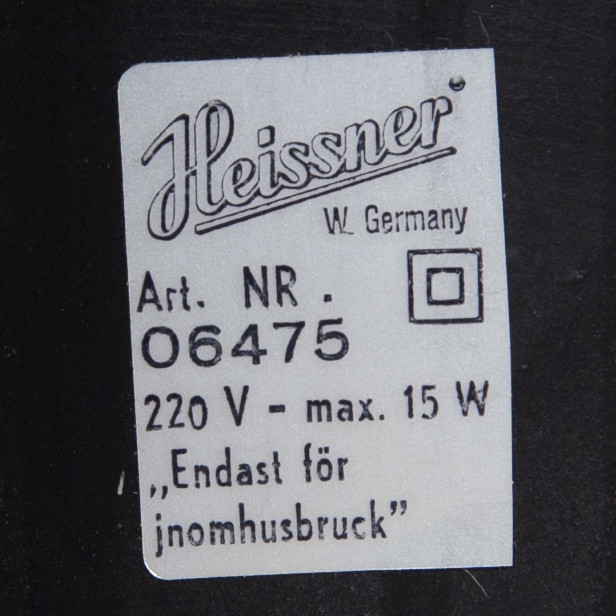 Heissner
W. Germany
Art. NR.
06475
220 V - max. 15 W
„Endast för
jnomhusbruck”